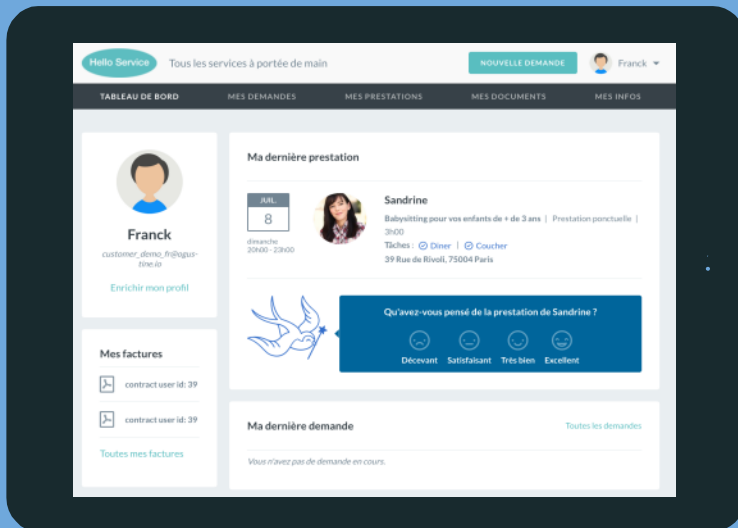 Hello Service
Tous les services à portée de main
NOUVELLE DEMANDE
Franck
TABLEAU DE BORD
MES DEMANDES
MES PRESTATIONS
MES DOCUMENTS
MES INFOS
Franck
customer_demo_fr@ogus-
tine.io
Enrichir mon profil
Mes factures
contract user id: 39
contract user id: 39
Toutes mes factures
Ma dernière prestation
JUIL.
8
dimanche
20h00 - 23h00
Sandrine
Babysitting pour vos enfants de + de 3 ans | Prestation ponctuelle |
3h00
Tâches : Dîner | Coucher
39 Rue de Rivoli, 75004 Paris
Qu'avez-vous pensé de la prestation de Sandrine ?
Décevant Satisfaisant Très bien Excellent
Ma dernière demande
Toutes les demandes
Vous n'avez pas de demande en cours.